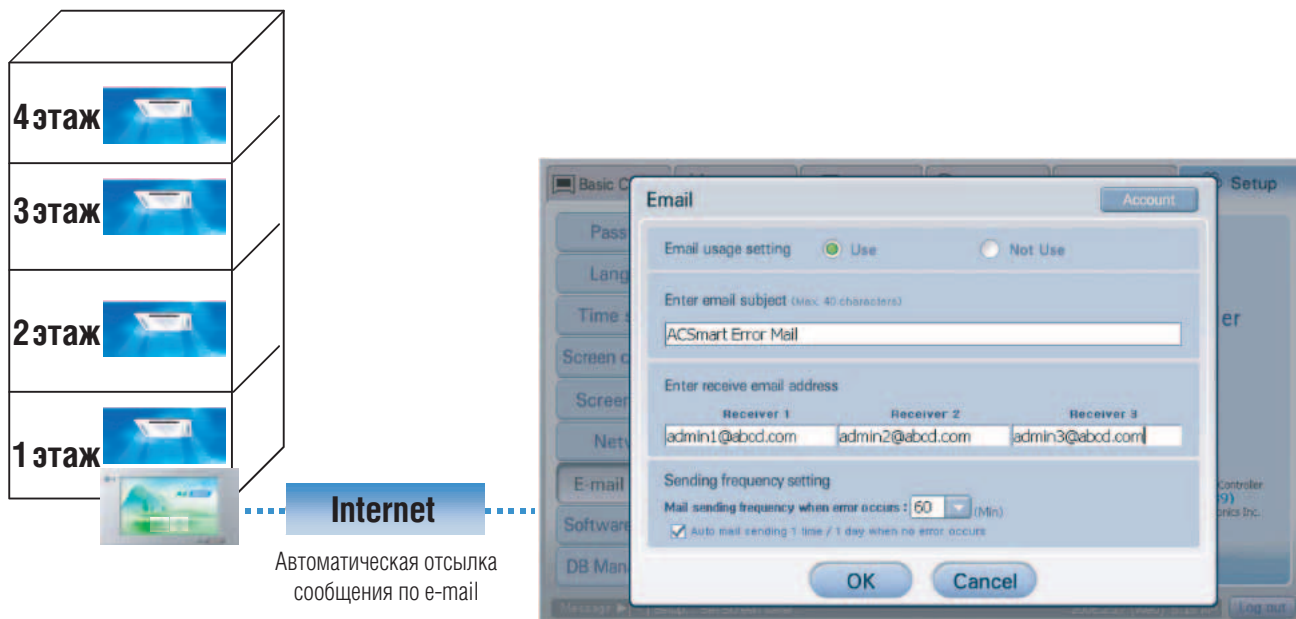 4 этаж
3 этаж
2 этаж
1 этаж
Internet
Автоматическая отсылка
сообщения по e-mail
Basic C
Setup
Pass
Lang
Time s
Screen c
Screer
Netv
E-mail
Software
DB Man
er
Controller
onics Inc.
Email
Account
Email usage setting
Use
Not Use
Enter email subject (Max. 40 characters)
ACSmart Error Mail
Enter receive email address
Receiver 1 Receiver 2 Receiver 3
admin1@abcd.com admin2@abcd.com admin3@abcd.com
Sending frequency setting
Mail sending frequency when error occurs : 60 (Min)
Auto mail sending 1 time / 1 day when no error occurs
OK
Cancel
Message
Log out